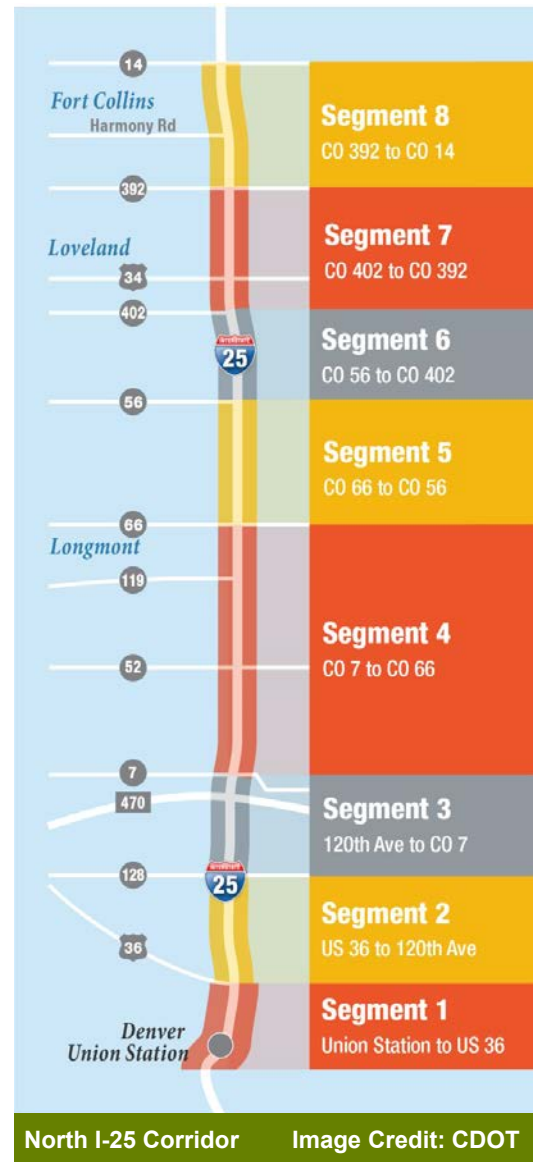 14
Fort Collins
Harmony Rd
392
Loveland
34
402
25
56
66
Longmont
119
52
7
470
128
25
36
Denver
Union Station
Segment 8
CO 392 to CO 14
Segment 7
CO 402 to CO 392
Segment 6
CO 56 to CO 402
Segment 5
CO 66 to CO 56
Segment 4
CO 7 to CO 66
Segment 3
120th Ave to CO 7
Segment 2
US 36 to 120th Ave
Segment 1
Union Station to US 36
North I-25 Corridor Image Credit: CDOT